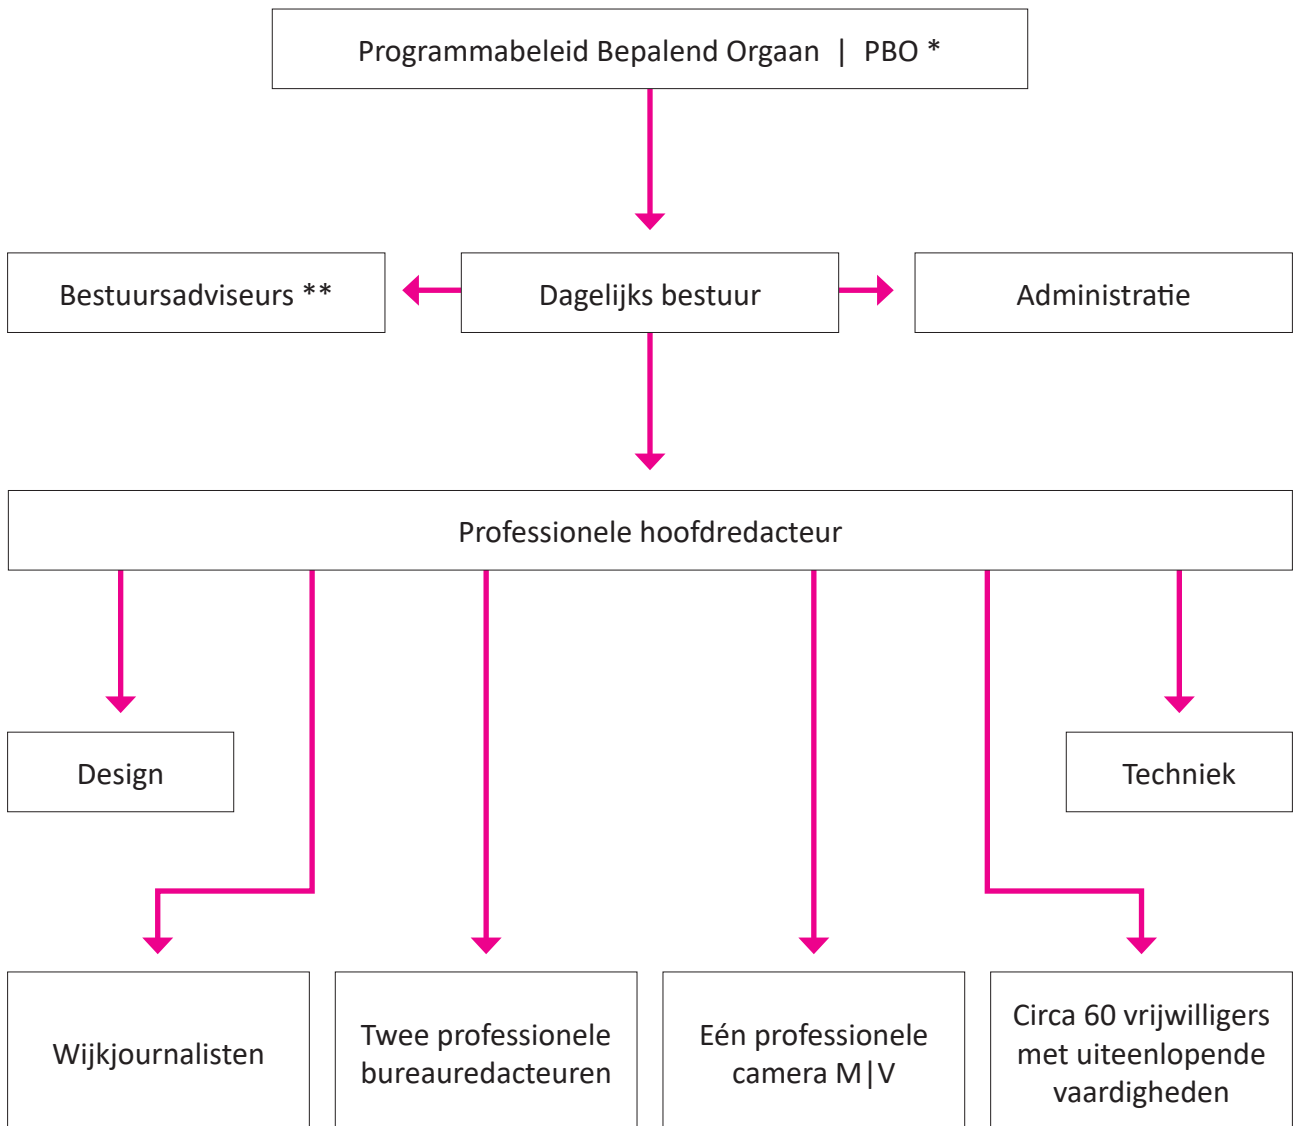 Programmabeleid Bepalend Orgaan | PBO *
Bestuursadviseurs **
Dagelijks bestuur
Administratie
Professionele hoofdredacteur
Design
Techniek
Wijkjournalisten
Twee professionele
bureauredacteuren
Eén professionele
camera M|V
Circa 60 vrijwilligers
met uiteenlopende
vaardigheden